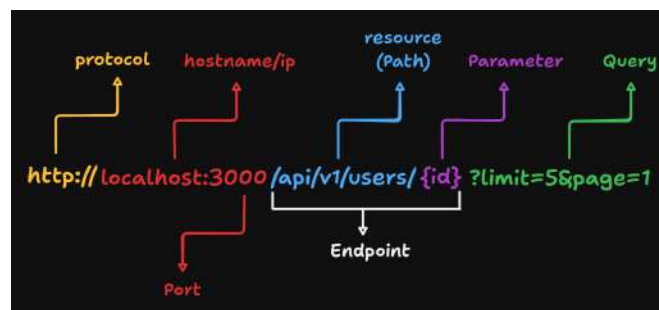 resource
protocol hostname/ip (Path) Parameter Query
http://localhost:3000/api/v1/users/{id}?limit=5&page=1
Endpoint
Port